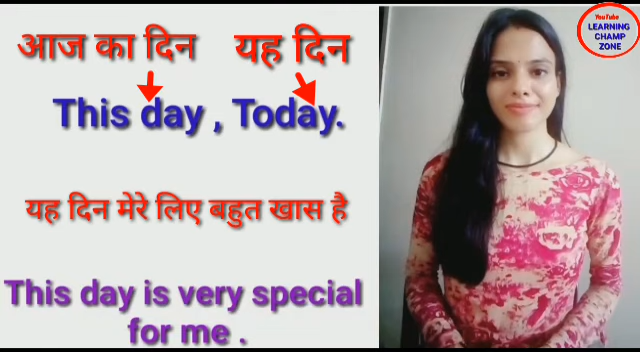 आज का दिन यह दिन
This day , Today.
यह दिन मेरे लिए बहुत खास है
This day is very special
for me .
YouTube
LEARNING
CHAMP
ZONE